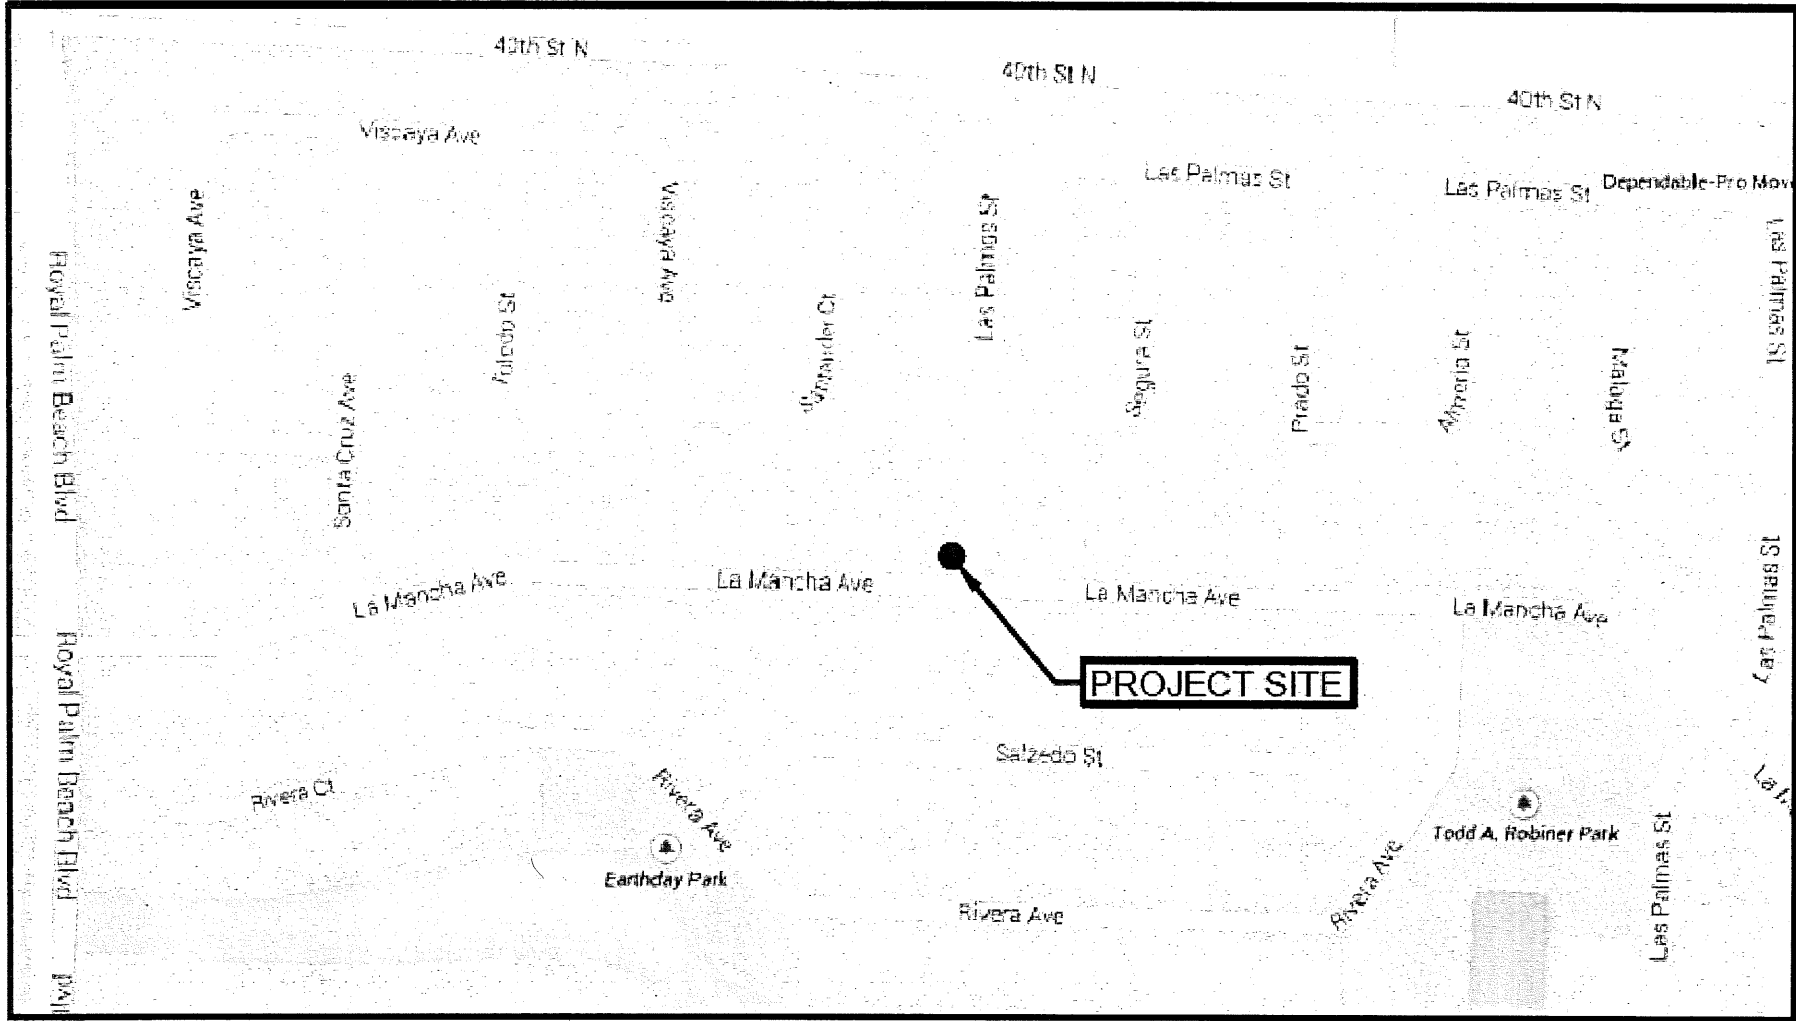 40th St N
40th St N
40th St N
Viscaya Ave
Las Palmas St
Las Palmas St
Dependable-Pro Mov
Viscaya Ave
Viscaya Ave
Las Palmas St
Las Palmas St
Royal Palm Beach Blvd
Toledo St
Santander Ct
Segura St
Prado St
Malaga St
Santa Cruz Ave
La Mancha Ave
La Mancha Ave
La Mancha Ave
La Mancha Ave
Las Palmas St
PROJECT SITE
Royal Palm Beach Blvd
Salzedo St
Rivera Ct
Rivera Ave
Todd A. Robiner Park
Earthday Park
Rivera Ave
Rivera Ave
Las Palmas St